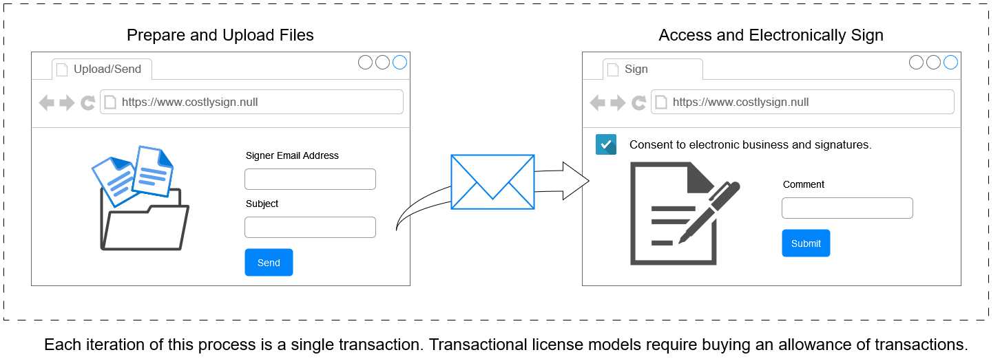 Prepare and Upload Files
Upload/Send
https://www.costlysign.null
Signer Email Address
Subject
Send
Access and Electronically Sign
Sign
https://www.costlysign.null
Consent to electronic business and signatures.
Comment
Submit
Each iteration of this process is a single transaction. Transactional license models require buying an allowance of transactions.